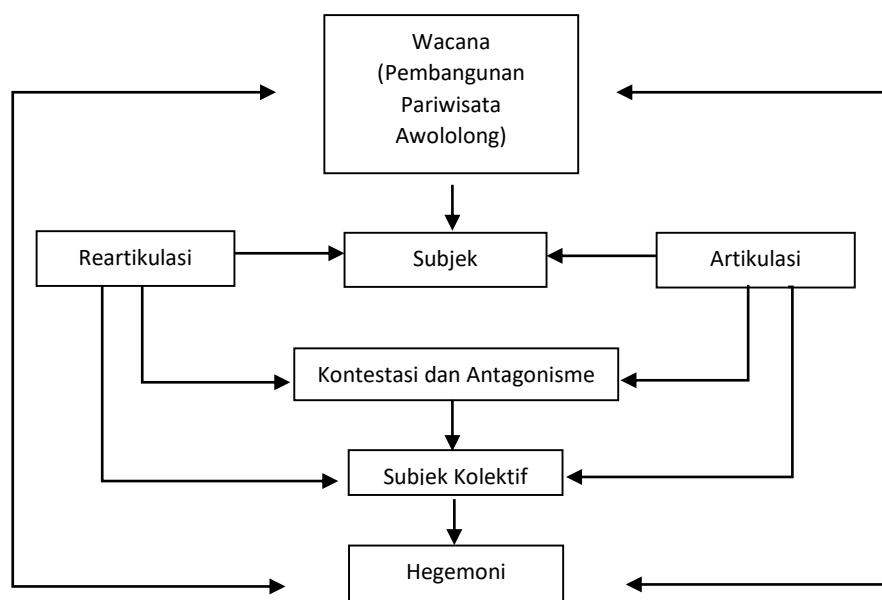 Wacana
(Pembangunan
Pariwisata
Awololong)
Reartikulasi
Subjek
Artikulasi
Kontestasi dan Antagonisme
Subjek Kolektif
Hegemoni